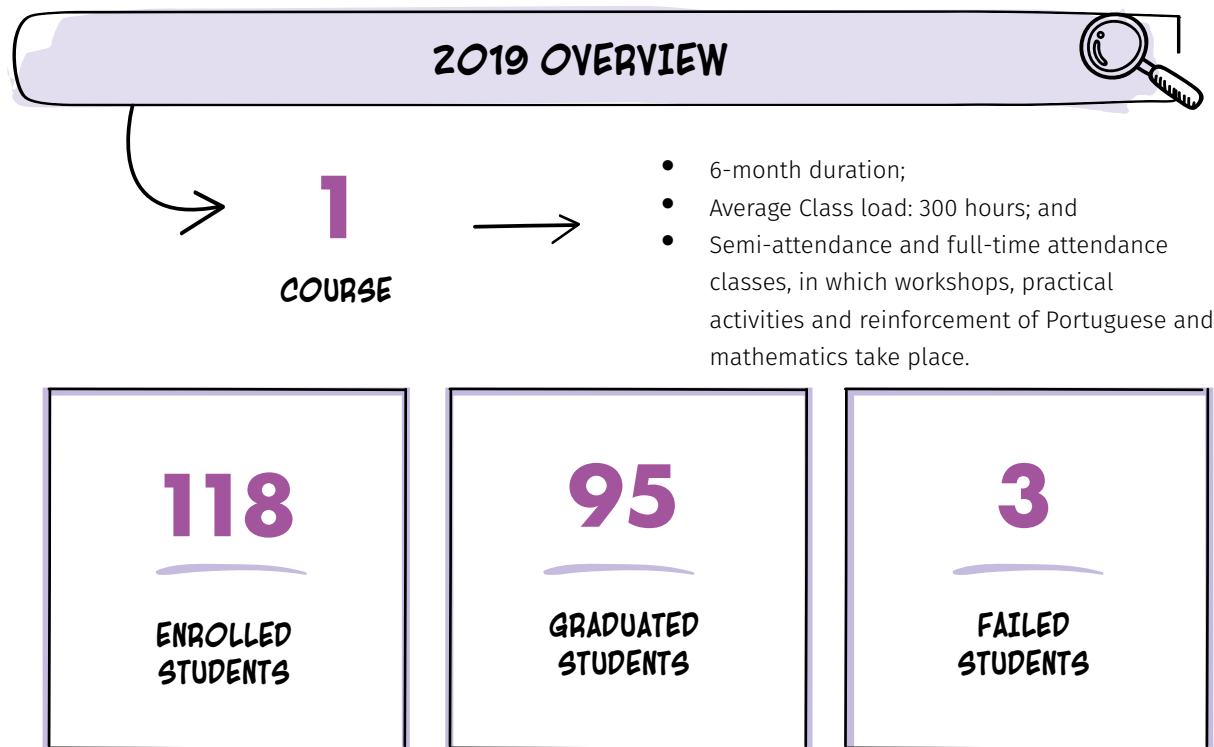 2019 OVERVIEW
1
COURSE
• 6-month duration;
• Average Class load: 300 hours; and
• Semi-attendance and full-time attendance
classes, in which workshops, practical
activities and reinforcement of Portuguese and
mathematics take place.
118
ENROLLED
STUDENTS
95
GRADUATED
STUDENTS
3
FAILED
STUDENTS